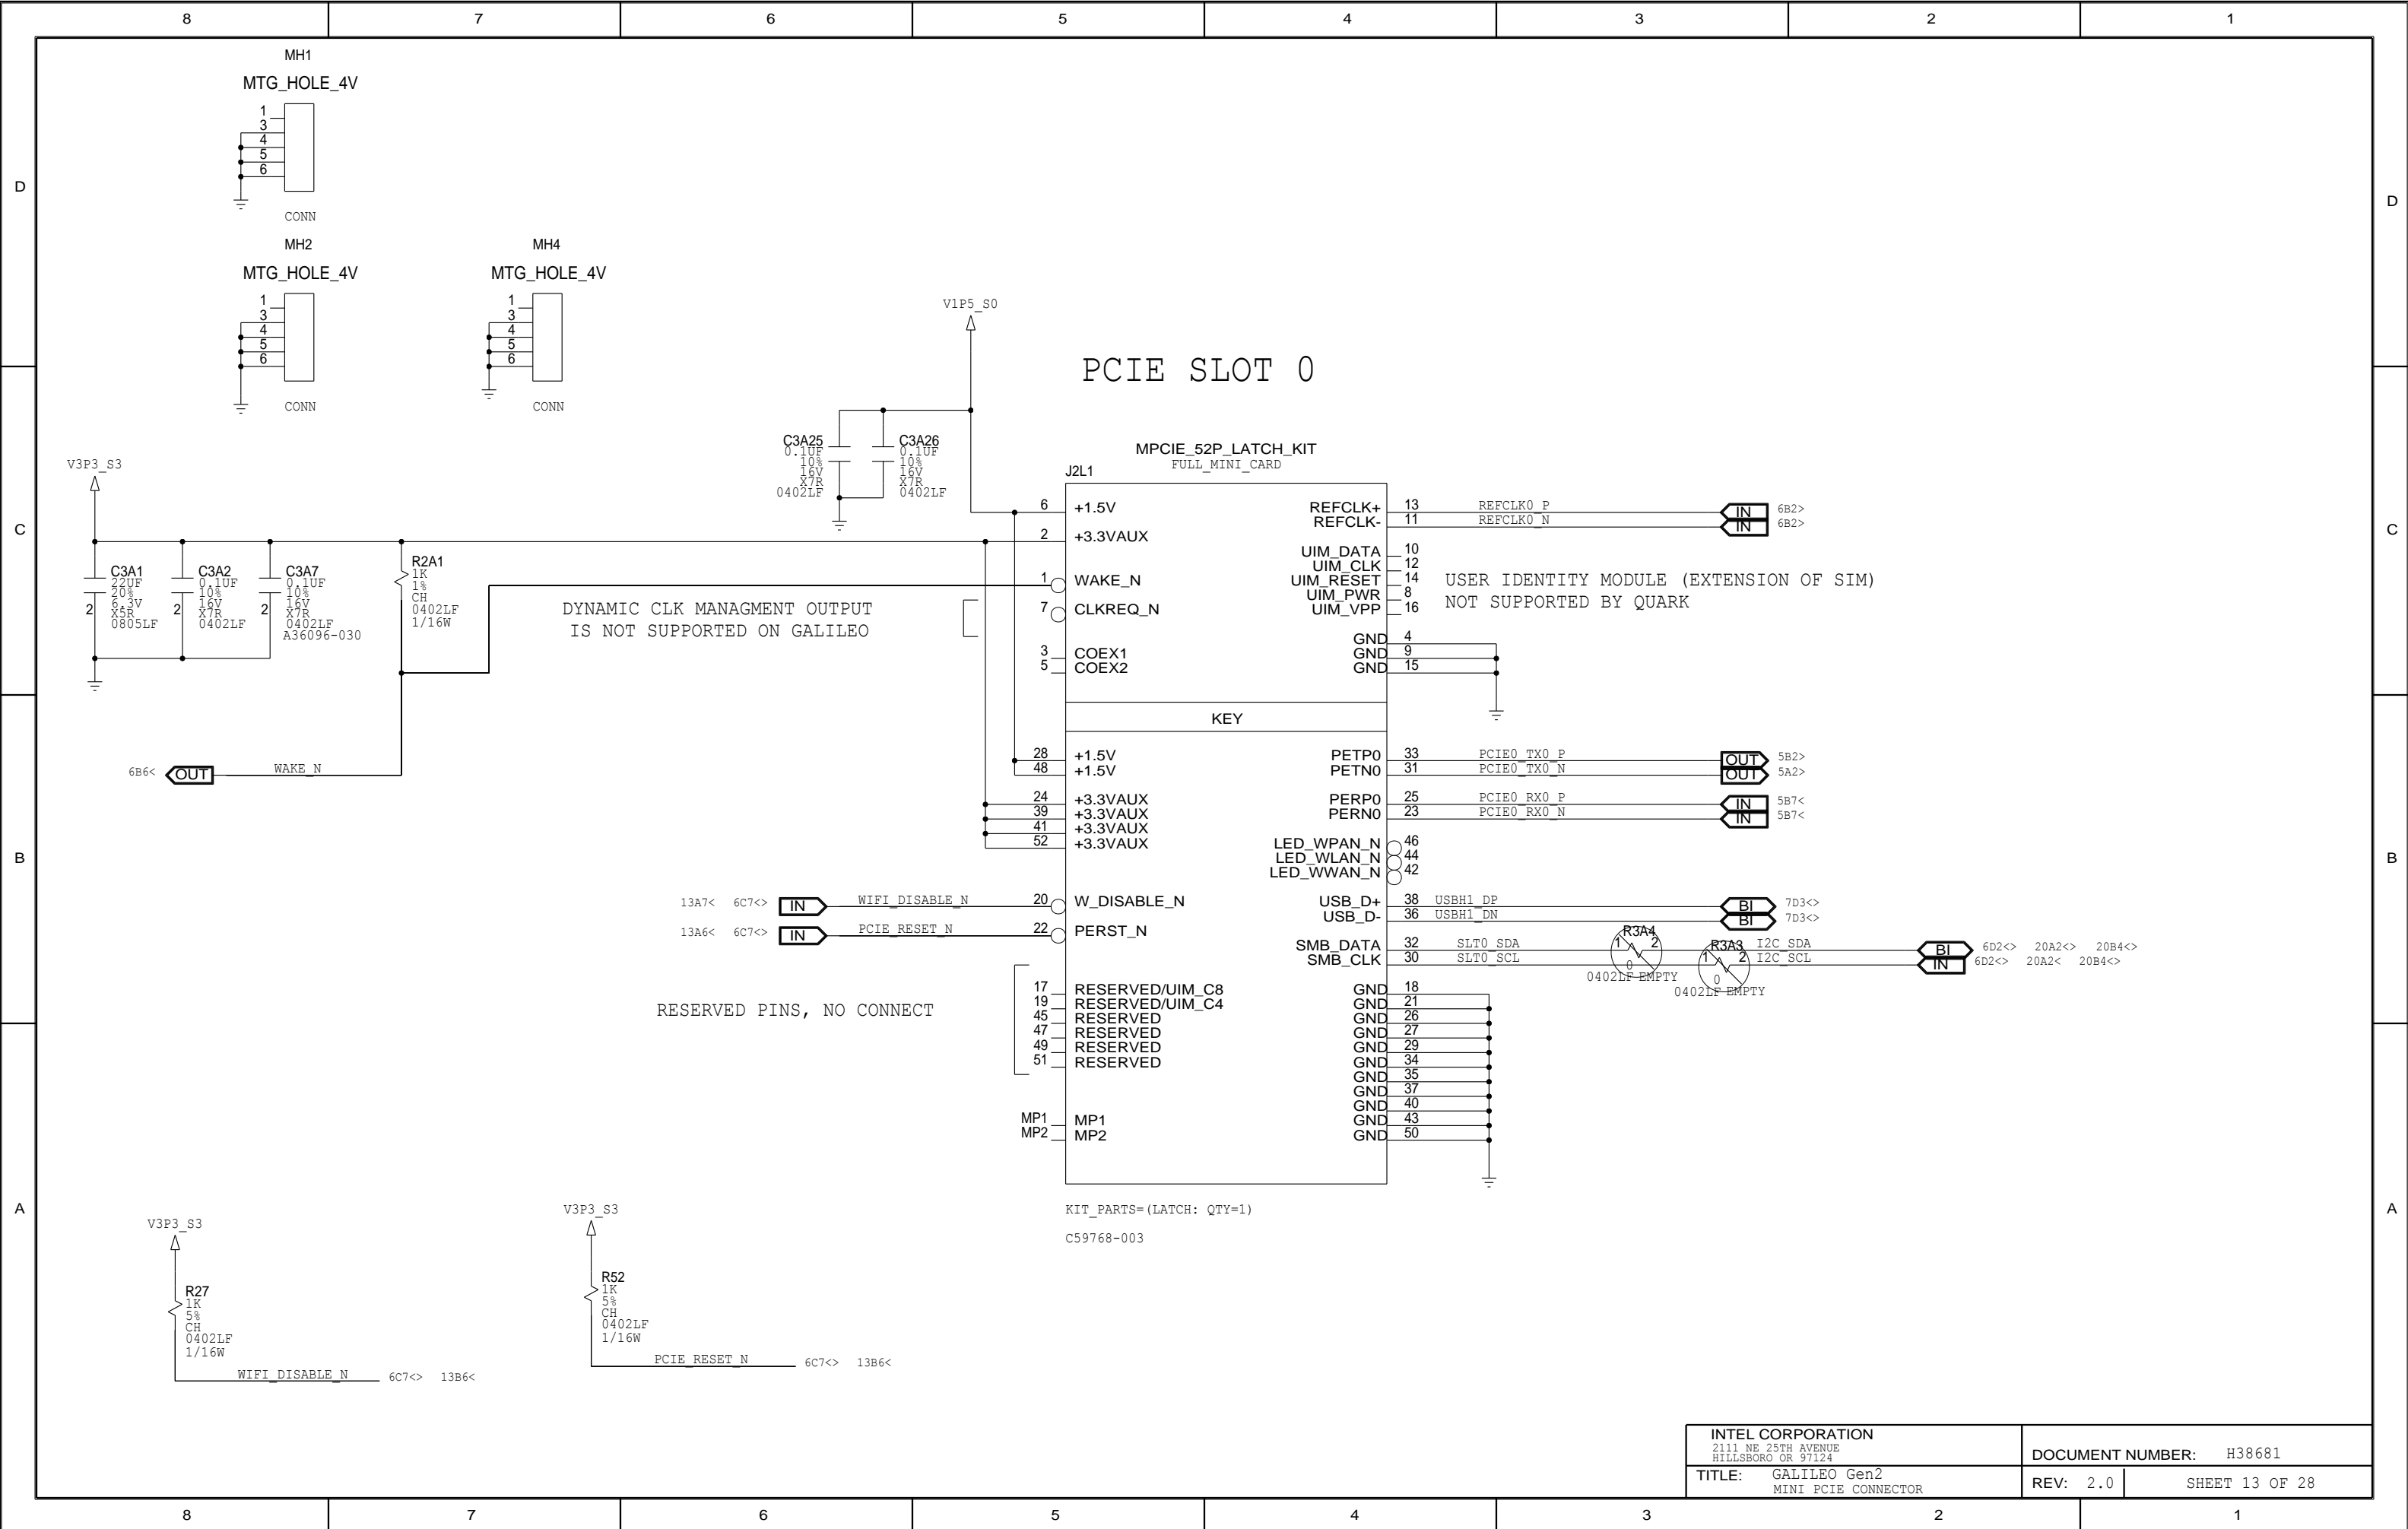 8 7 6 5 4 3 2 1
MH1
MTG_HOLE_4V
1
3
4
5
6
CONN
D D
MH2 MH4
MTG_HOLE_4V MTG_HOLE_4V
1 1
3 3
4 4
5 5
6 6
CONN CONN
V1P5_S0
PCIE SLOT 0
C3A25 C3A26
0.1UF 0.1UF
10% 10%
16V 16V
X7R X7R
0402LF 0402LF
MPCIE_52P_LATCH_KIT
FULL_MINI_CARD
J2L1
V3P3_S3
C C
C3A1 C3A2 C3A7 R2A1
22UF 0.1UF 0.1UF 1K
20% 10% 10% 1%
6.3V 16V 16V CH
2 X5R 2 X7R 2 X7R 0402LF
0805LF 0402LF 0402LF 1/16W
A36096-030
DYNAMIC CLK MANAGMENT OUTPUT
IS NOT SUPPORTED ON GALILEO
6 +1.5V
2 +3.3VAUX
1 WAKE_N
7 CLKREQ_N
3 COEX1
5 COEX2
REFCLK+ 13 REFCLK0_P IN 6B2>
REFCLK- 11 REFCLK0_N IN 6B2>
UIM_DATA 10
UIM_CLK 12
UIM_RESET 14
UIM_PWR 8
UIM_VPP 16
USER IDENTITY MODULE (EXTENSION OF SIM)
NOT SUPPORTED BY QUARK
GND 4
GND 9
GND 15
KEY
6B6< OUT WAKE_N
28 +1.5V
48 +1.5V
24 +3.3VAUX
39 +3.3VAUX
41 +3.3VAUX
52 +3.3VAUX
PETP0 33 PCIE0_TX0_P OUT 5B2>
PETN0 31 PCIE0_TX0_N OUT 5A2>
PERP0 25 PCIE0_RX0_P IN 5B7<
PERN0 23 PCIE0_RX0_N IN 5B7<
LED_WPAN_N 46
LED_WLAN_N 44
LED_WWAN_N 42
B B
13A7< 6C7<> IN WIFI_DISABLE_N 20 W_DISABLE_N
13A6< 6C7<> IN PCIE_RESET_N 22 PERST_N
USB_D+ 38 USBH1_DP BI 7D3<>
USB_D- 36 USBH1_DN BI 7D3<>
SMB_DATA 32 SLT0_SDA 1 R3A4 2 I2C_SDA BI 6D2<> 20A2<> 20B4<>
SMB_CLK 30 SLT0_SCL 1 R3A3 2 I2C_SCL IN 6D2<> 20A2< 20B4<>
0
0402LF EMPTY
0
0402LF EMPTY
RESERVED PINS, NO CONNECT
17 RESERVED/UIM_C8
19 RESERVED/UIM_C4
45 RESERVED
47 RESERVED
49 RESERVED
51 RESERVED
MP1 MP1
MP2 MP2
GND 18
GND 21
GND 26
GND 27
GND 29
GND 34
GND 35
GND 37
GND 40
GND 43
GND 50
KIT_PARTS=(LATCH: QTY=1)
C59768-003
A A
V3P3_S3
R27
1K
5%
CH
0402LF
1/16W
WIFI_DISABLE_N 6C7<> 13B6<
V3P3_S3
R52
1K
5%
CH
0402LF
1/16W
PCIE_RESET_N 6C7<> 13B6<
INTEL CORPORATION
2111 NE 25TH AVENUE
HILLSBORO OR 97124
DOCUMENT NUMBER: H38681
TITLE: GALILEO Gen2
MINI PCIE CONNECTOR
REV: 2.0 SHEET 13 OF 28
8 7 6 5 4 3 2 1